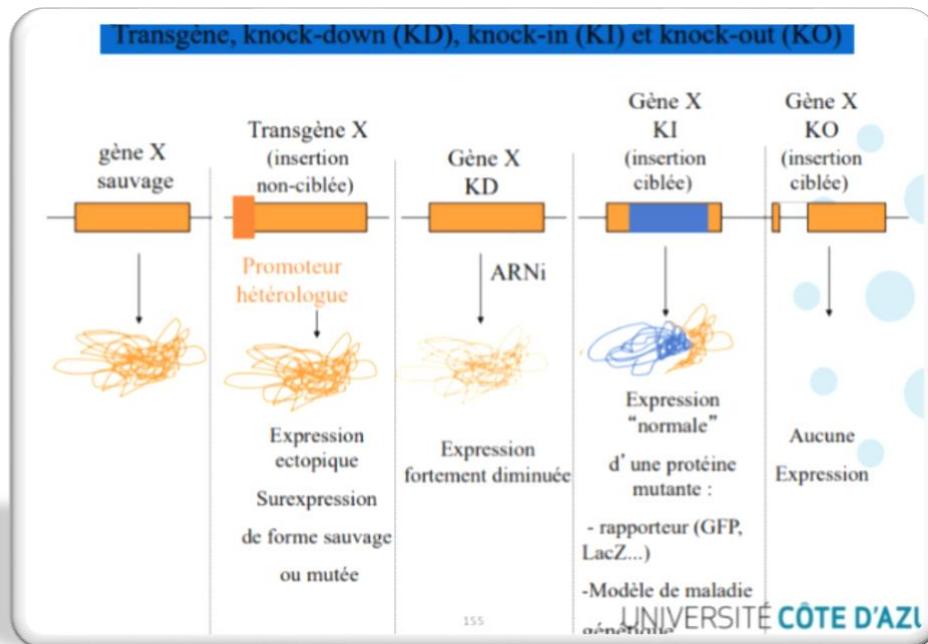 Transgène, knock-down (KD), knock-in (KI) et knock-out (KO)
gène X
sauvage
Transgène X
(insertion
non-ciblée)
Promoteur
hétérologue
Expression
ectopique
Surexpression
de forme sauvage
ou mutée
Gène X
KD
ARNi
Expression
fortement diminuée
Gène X
KI
(insertion
ciblée)
Expression
“normale”
d’ une protéine
mutante :
- rapporteur (GFP,
LacZ...)
-Modèle de maladie
génétique
Gène X
KO
(insertion
ciblée)
Aucune
Expression
155
UNIVERSITÉ CÔTE D'AZU